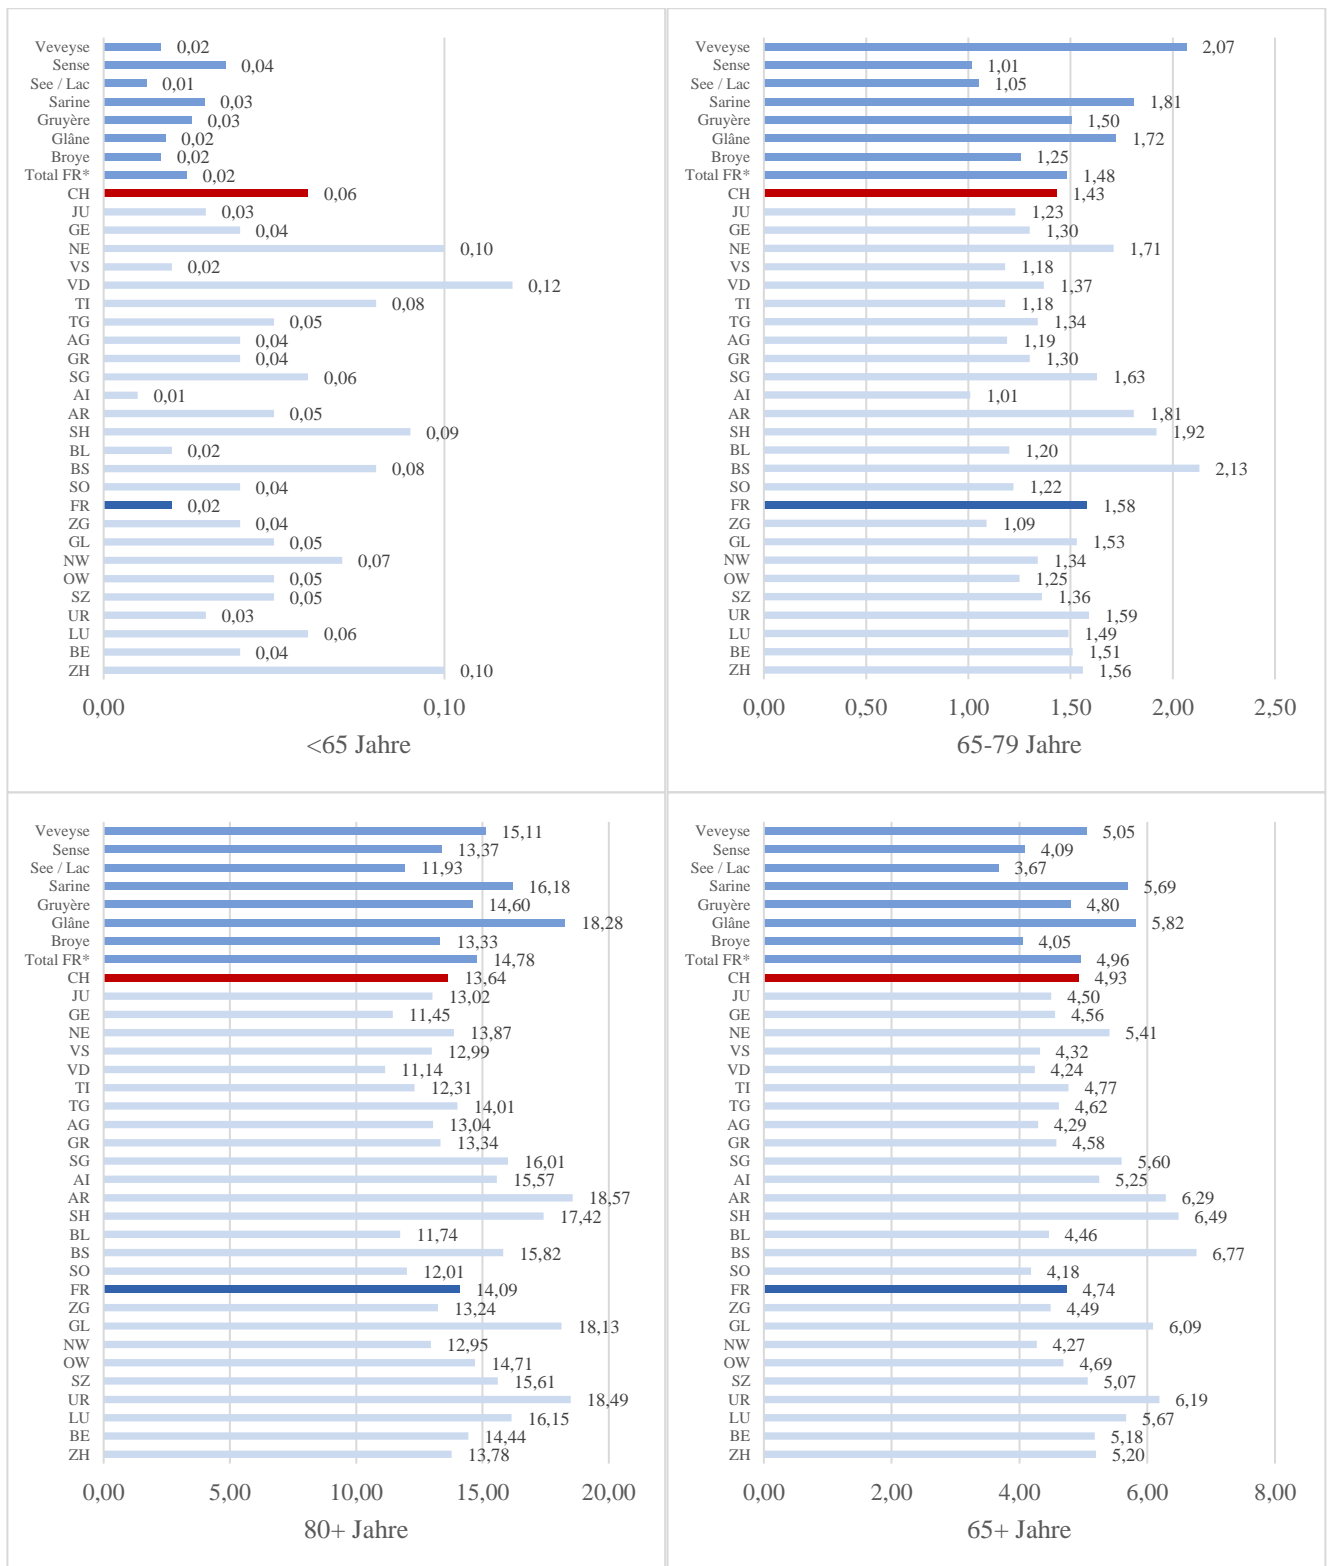 Veveyse 0,02
Sense 0,04
See / Lac 0,01
Sarine 0,03
Gruyère 0,03
Glâne 0,02
Broye 0,02
Total FR* 0,02
CH 0,06
JU 0,03
GE 0,04
NE 0,10
VS 0,02
VD 0,12
TI 0,08
TG 0,05
AG 0,04
GR 0,04
SG 0,06
AI 0,01
AR 0,05
SH 0,09
BL 0,02
BS 0,08
SO 0,04
FR 0,02
ZG 0,04
GL 0,05
NW 0,07
OW 0,05
SZ 0,05
UR 0,03
LU 0,06
BE 0,04
ZH 0,10
0,00 0,10
<65 Jahre
Veveyse 2,07
Sense 1,01
See / Lac 1,05
Sarine 1,81
Gruyère 1,50
Glâne 1,72
Broye 1,25
Total FR* 1,48
CH 1,43
JU 1,23
GE 1,30
NE 1,71
VS 1,18
VD 1,37
TI 1,18
TG 1,34
AG 1,19
GR 1,30
SG 1,63
AI 1,01
AR 1,81
SH 1,92
BL 1,20
BS 2,13
SO 1,22
FR 1,58
ZG 1,09
GL 1,53
NW 1,34
OW 1,25
SZ 1,36
UR 1,59
LU 1,49
BE 1,51
ZH 1,56
0,00 0,50 1,00 1,50 2,00 2,50
65-79 Jahre
Veveyse 15,11
Sense 13,37
See / Lac 11,93
Sarine 16,18
Gruyère 14,60
Glâne 18,28
Broye 13,33
Total FR* 14,78
CH 13,64
JU 13,02
GE 11,45
NE 13,87
VS 12,99
VD 11,14
TI 12,31
TG 14,01
AG 13,04
GR 13,34
SG 16,01
AI 15,57
AR 18,57
SH 17,42
BL 11,74
BS 15,82
SO 12,01
FR 14,09
ZG 13,24
GL 18,13
NW 12,95
OW 14,71
SZ 15,61
UR 18,49
LU 16,15
BE 14,44
ZH 13,78
0,00 5,00 10,00 15,00 20,00
80+ Jahre
Veveyse 5,05
Sense 4,09
See / Lac 3,67
Sarine 5,69
Gruyère 4,80
Glâne 5,82
Broye 4,05
Total FR* 4,96
CH 4,93
JU 4,50
GE 4,56
NE 5,41
VS 4,32
VD 4,24
TI 4,77
TG 4,62
AG 4,29
GR 4,58
SG 5,60
AI 5,25
AR 6,29
SH 6,49
BL 4,46
BS 6,77
SO 4,18
FR 4,74
ZG 4,49
GL 6,09
NW 4,27
OW 4,69
SZ 5,07
UR 6,19
LU 5,67
BE 5,18
ZH 5,20
0,00 2,00 4,00 6,00 8,00
65+ Jahre